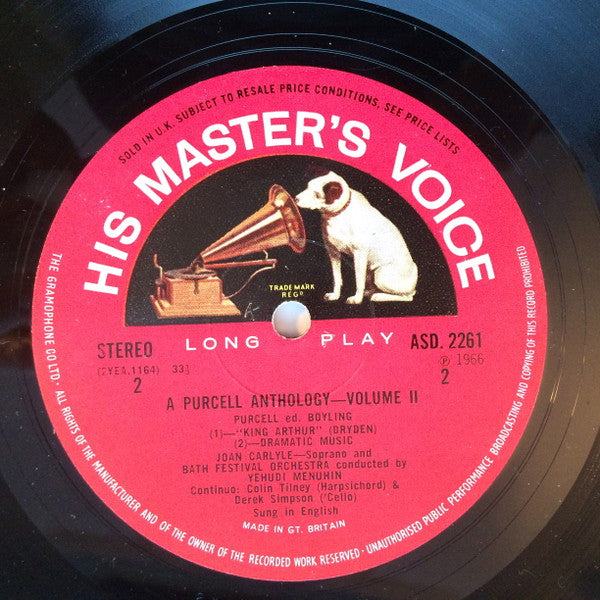 SOLD IN U.K. SUBJECT TO RESALE PRICE CONDITIONS, SEE PRICE LISTS
HIS MASTER'S VOICE
TRADE MARK
REGD
LONG PLAY
STEREO
(2YEA.1164) 33⅓
2
ASD. 2261
℗ 1966
2
A PURCELL ANTHOLOGY—VOLUME II
PURCELL ed. BOYLING
(1)—"KING ARTHUR" (DRYDEN)
(2)—DRAMATIC MUSIC
JOAN CARLYLE—Soprano and
BATH FESTIVAL ORCHESTRA conducted by
YEHUDI MENUHIN
Continuo: Colin Tilney (Harpsichord) &
Derek Simpson ('Cello)
Sung in English
MADE IN GT. BRITAIN
THE GRAMOPHONE CO LTD. · ALL RIGHTS OF THE MANUFACTURER AND OF THE OWNER OF THE RECORDED WORK RESERVED · UNAUTHORISED PUBLIC PERFORMANCE BROADCASTING AND COPYING OF THIS RECORD PROHIBITED